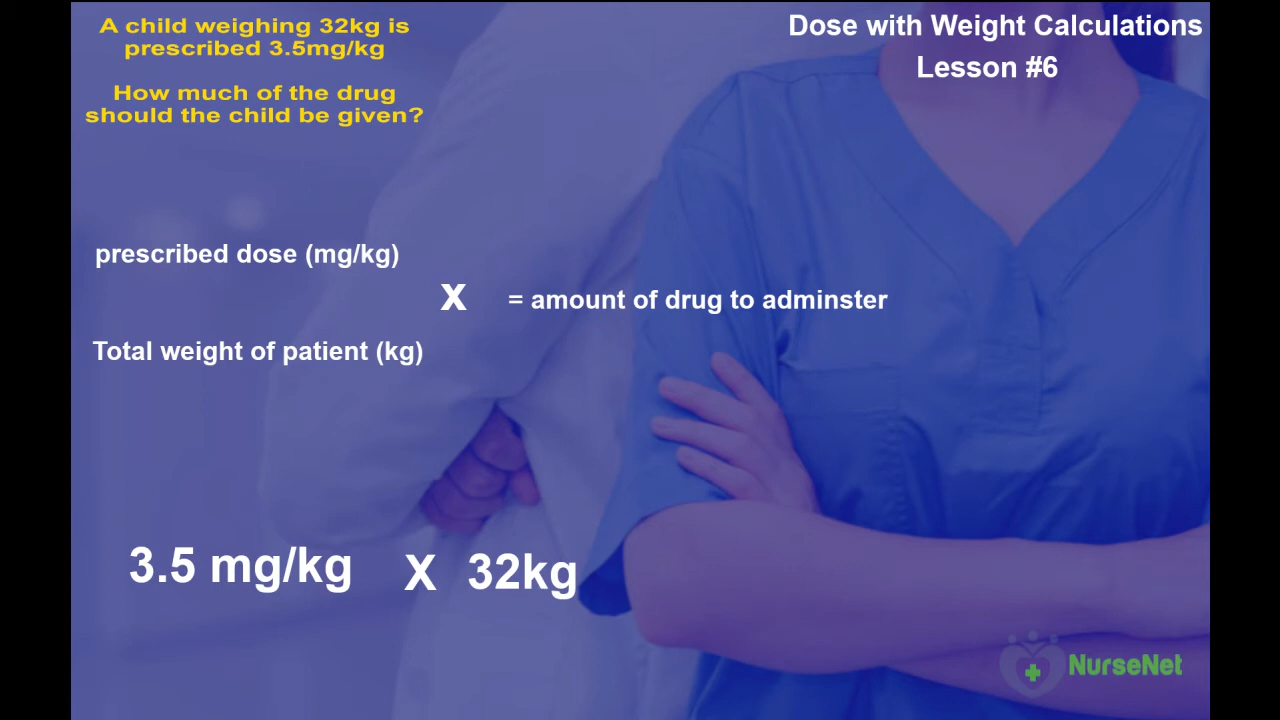 A child weighing 32kg is
prescribed 3.5mg/kg
How much of the drug
should the child be given?
Dose with Weight Calculations
Lesson #6
prescribed dose (mg/kg)
X = amount of drug to adminster
Total weight of patient (kg)
3.5 mg/kg X 32kg
NurseNet